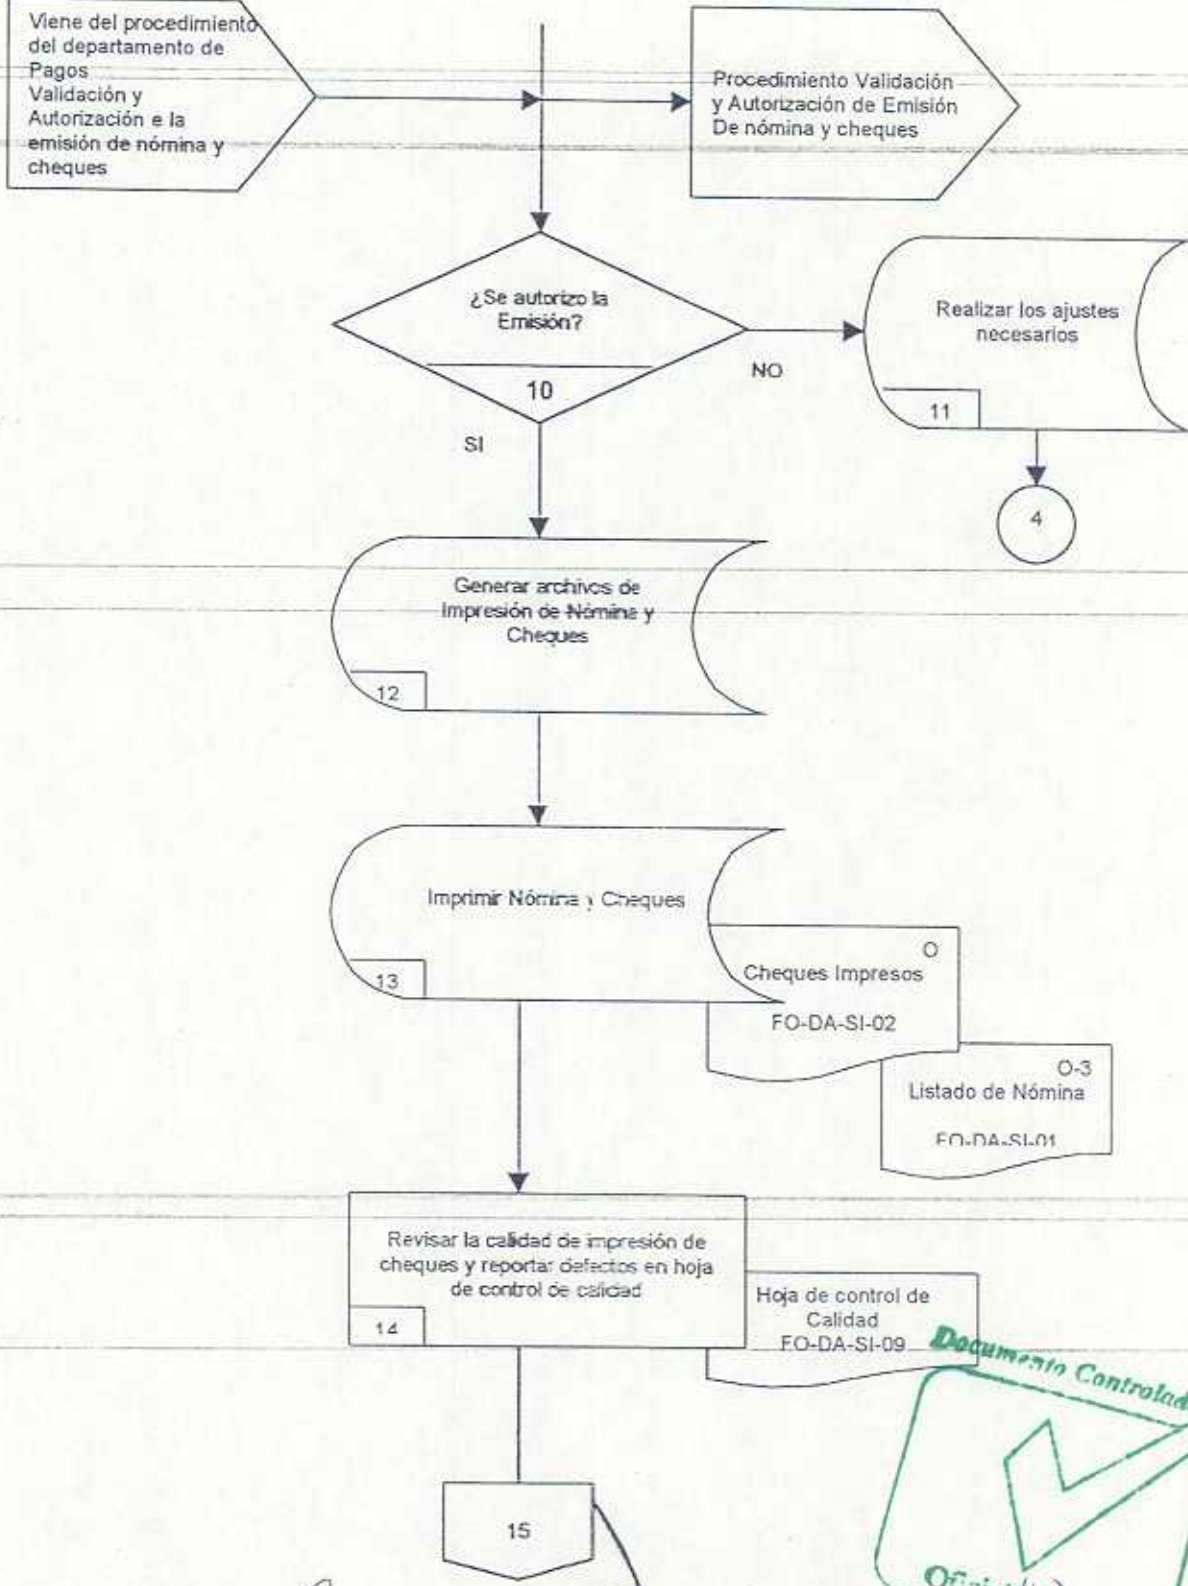 Viene del procedimiento
del departamento de
Pagos
Validación y
Autorización e la
emisión de nómina y
cheques
Procedimiento Validación
y Autorización de Emisión
De nómina y cheques
¿Se autorizo la
Emisión?
10
NO
SI
Realizar los ajustes
necesarios
11
4
Generar archivos de
Impresión de Nómina y
Cheques
12
Imprimir Nómina y Cheques
13
O
Cheques Impresos
FO-DA-SI-02
O-3
Listado de Nómina
FO-DA-SI-01
Revisar la calidad de impresión de
cheques y reportar defectos en hoja
de control de calidad
14
Hoja de control de
Calidad
FO-DA-SI-09
Documento Controlad
15